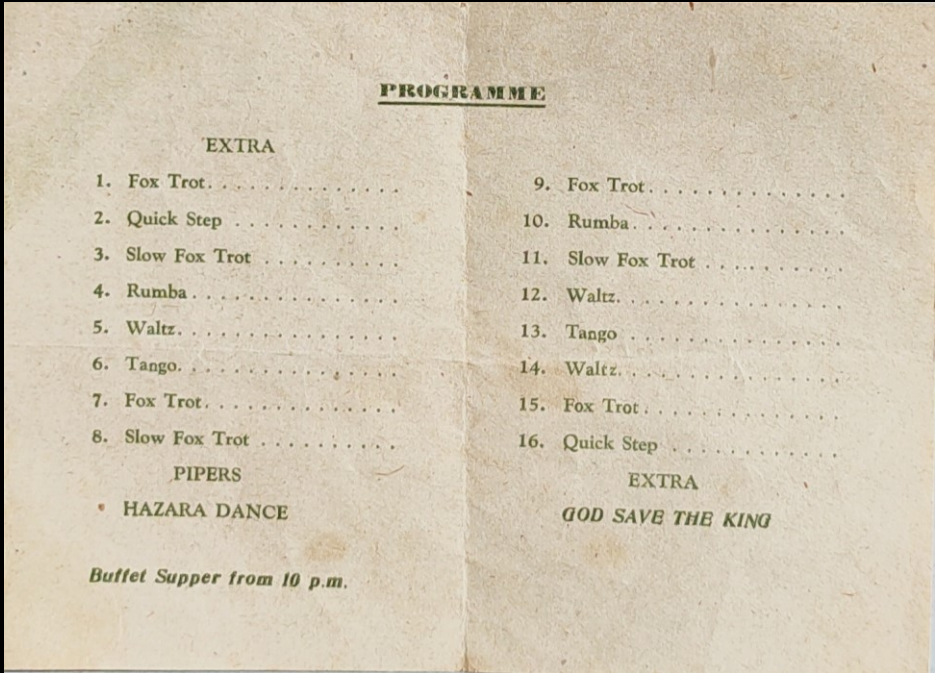 PROGRAMME
EXTRA
1. Fox Trot. . . . . . . . . . . . . .
2. Quick Step . . . . . . . . . . . .
3. Slow Fox Trot . . . . . . . . . .
4. Rumba . . . . . . . . . . . . . . .
5. Waltz. . . . . . . . . . . . . . . .
6. Tango. . . . . . . . . . . . . . . .
7. Fox Trot. . . . . . . . . . . . . .
8. Slow Fox Trot . . . . . . . . . .
PIPERS
HAZARA DANCE
Buffet Supper from 10 p.m.
9. Fox Trot . . . . . . . . . . . . . .
10. Rumba . . . . . . . . . . . . . . .
11. Slow Fox Trot . . . . . . . . . .
12. Waltz. . . . . . . . . . . . . . . .
13. Tango . . . . . . . . . . . . . . .
14. Waltz. . . . . . . . . . . . . . . .
15. Fox Trot . . . . . . . . . . . . . .
16. Quick Step . . . . . . . . . . . .
EXTRA
GOD SAVE THE KING